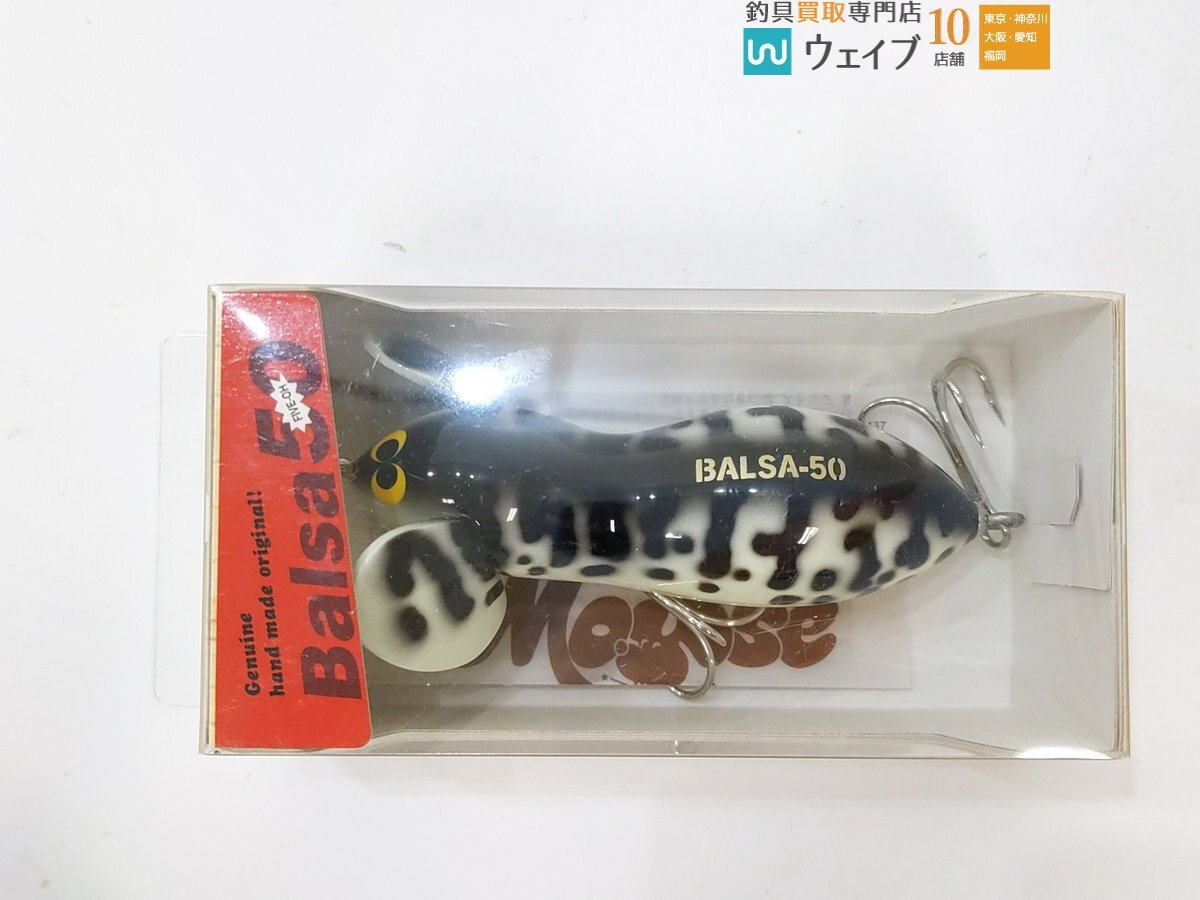 釣具買取専門店
ウェイブ
10
店舗
東京・神奈川
大阪・愛知
福岡
Genuine
hand made original!
Balsa50
FIVE-OH
BALSA-50
Mouse